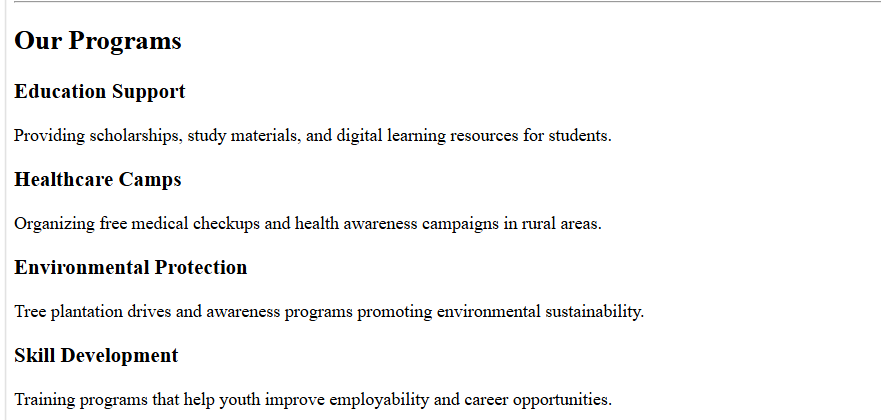 Our Programs
Education Support
Providing scholarships, study materials, and digital learning resources for students.
Healthcare Camps
Organizing free medical checkups and health awareness campaigns in rural areas.
Environmental Protection
Tree plantation drives and awareness programs promoting environmental sustainability.
Skill Development
Training programs that help youth improve employability and career opportunities.